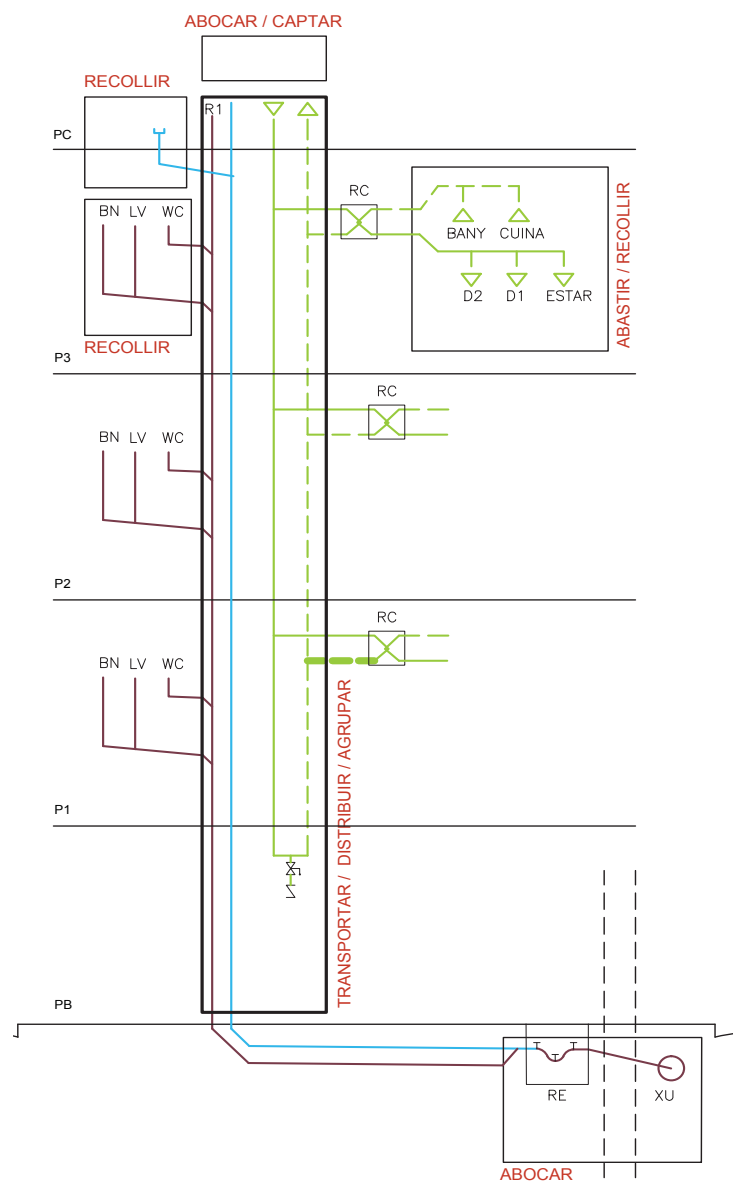 ABOCAR / CAPTAR
RECOLLIR
R1
PC
RC
BN LV WC
BANY CUINA
D2 D1 ESTAR
ABASTIR / RECOLLIR
RECOLLIR
P3
RC
BN LV WC
P2
RC
BN LV WC
TRANSPORTAR / DISTRIBUIR / AGRUPAR
P1
PB
RE XU
ABOCAR